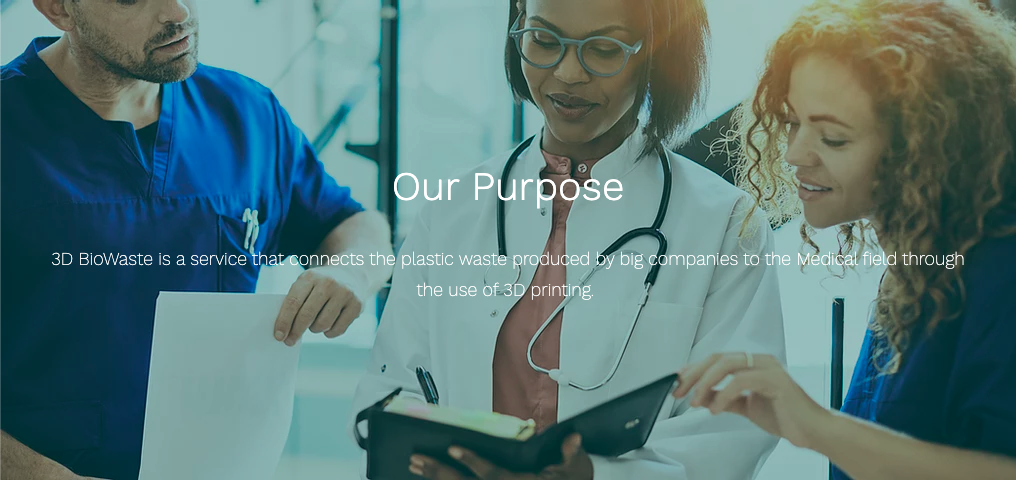 Our Purpose
3D BioWaste is a service that connects the plastic waste produced by big companies to the Medical field through
the use of 3D printing.